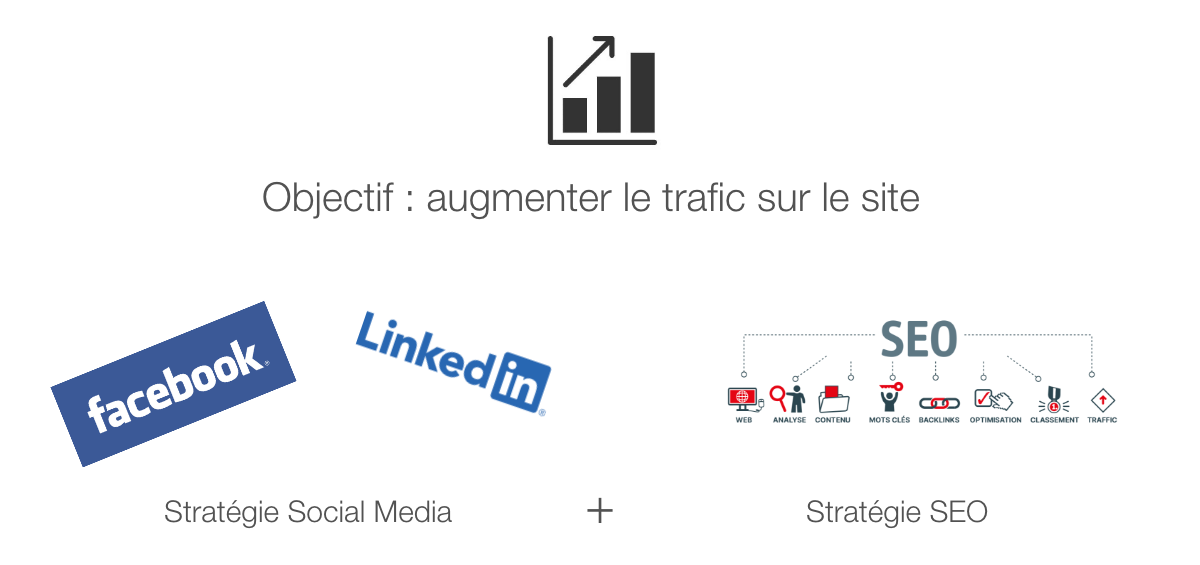 Objectif : augmenter le trafic sur le site
facebook®
Linkedin®
SEO
WEB ANALYSE CONTENU MOTS CLÉS BACKLINKS OPTIMISATION CLASSEMENT TRAFFIC
Stratégie Social Media + Stratégie SEO